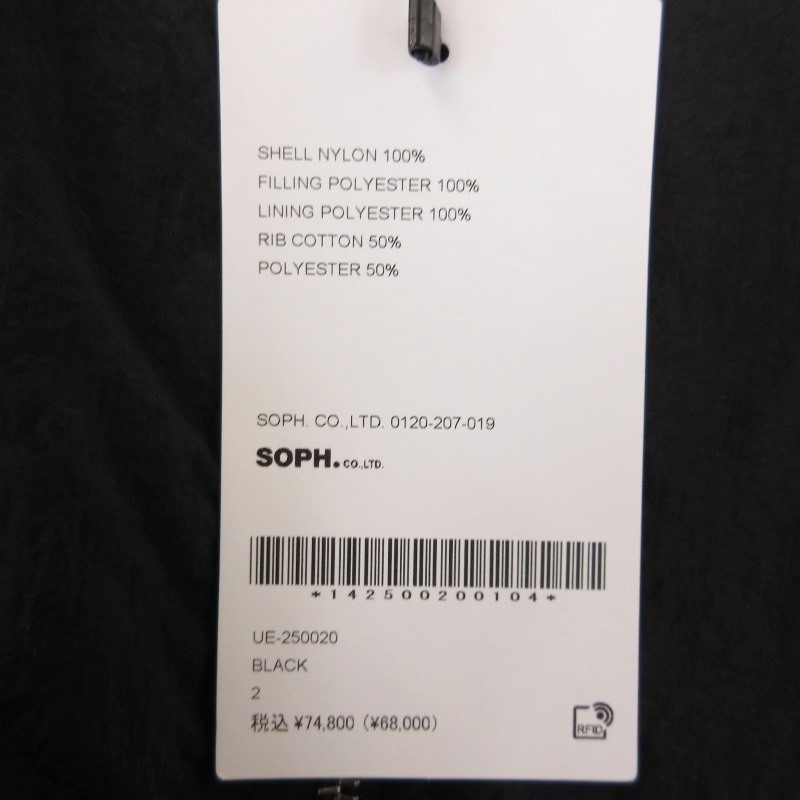 SHELL NYLON 100%
FILLING POLYESTER 100%
LINING POLYESTER 100%
RIB COTTON 50%
POLYESTER 50%
SOPH. CO.,LTD. 0120-207-019
SOPH. CO.,LTD.
*142500200104*
UE-250020
BLACK
2
税込 ¥74,800 (¥68,000)
RFID